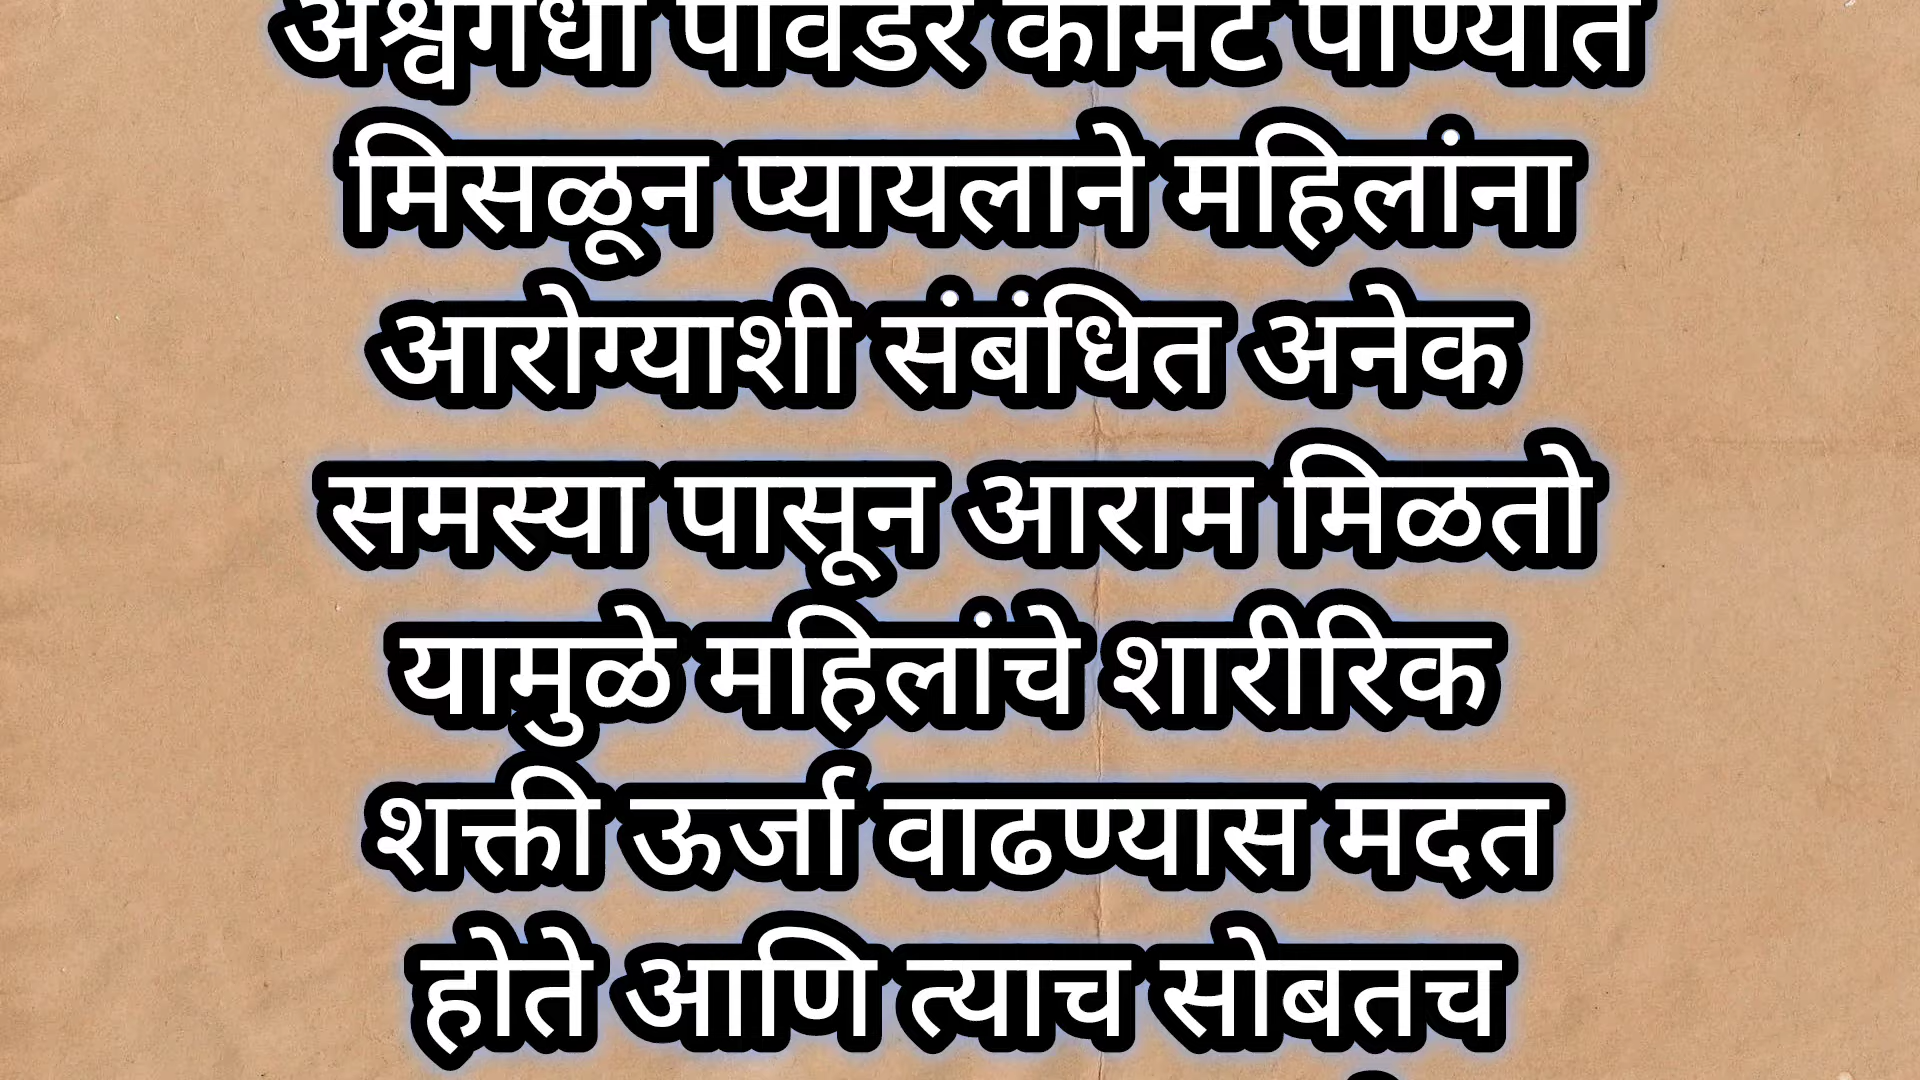 अश्वगंधा पावडर कोमट पाण्यात
मिसळून प्यायलाने महिलांना
आरोग्याशी संबंधित अनेक
समस्या पासून आराम मिळतो
यामुळे महिलांचे शारीरिक
शक्ती ऊर्जा वाढण्यास मदत
होते आणि त्याच सोबतच